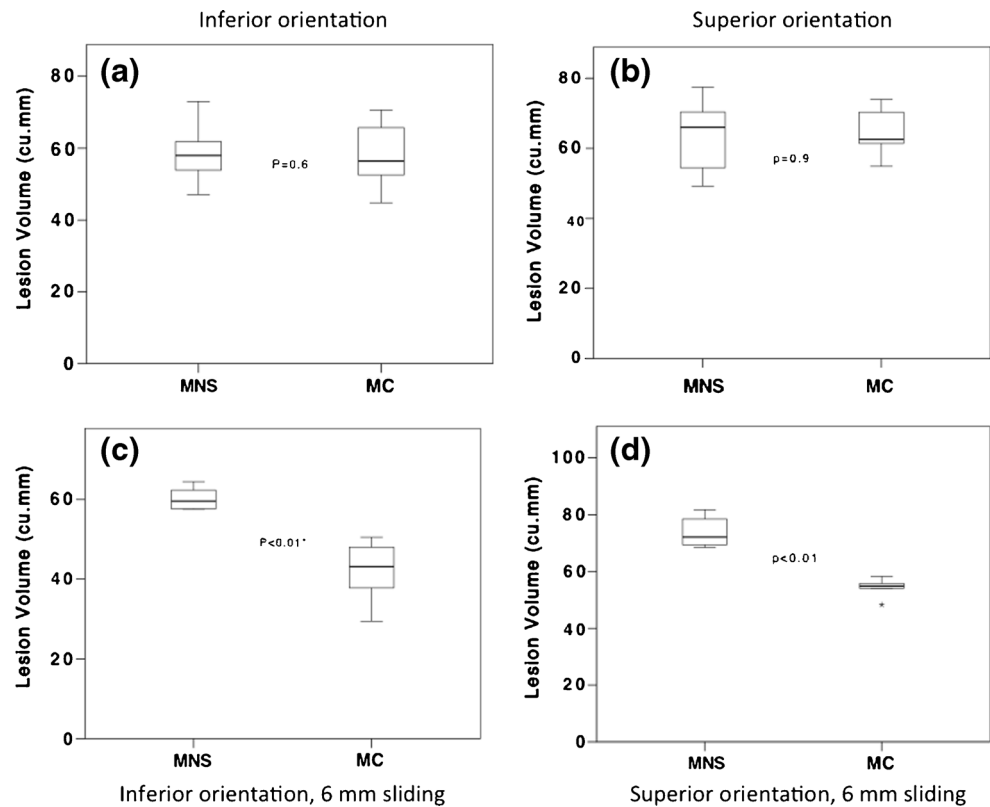 Inferior orientation
Superior orientation
(a)
Lesion Volume (cu.mm)
80
60
40
20
0
P=0.6
MNS
MC
(b)
Lesion Volume (cu.mm)
80
60
40
20
0
p=0.9
MNS
MC
(c)
Lesion Volume (cu.mm)
60
40
20
0
P<0.01*
MNS
MC
Inferior orientation, 6 mm sliding
(d)
Lesion Volume (cu.mm)
100
80
60
40
20
0
p<0.01
*
MNS
MC
Superior orientation, 6 mm sliding